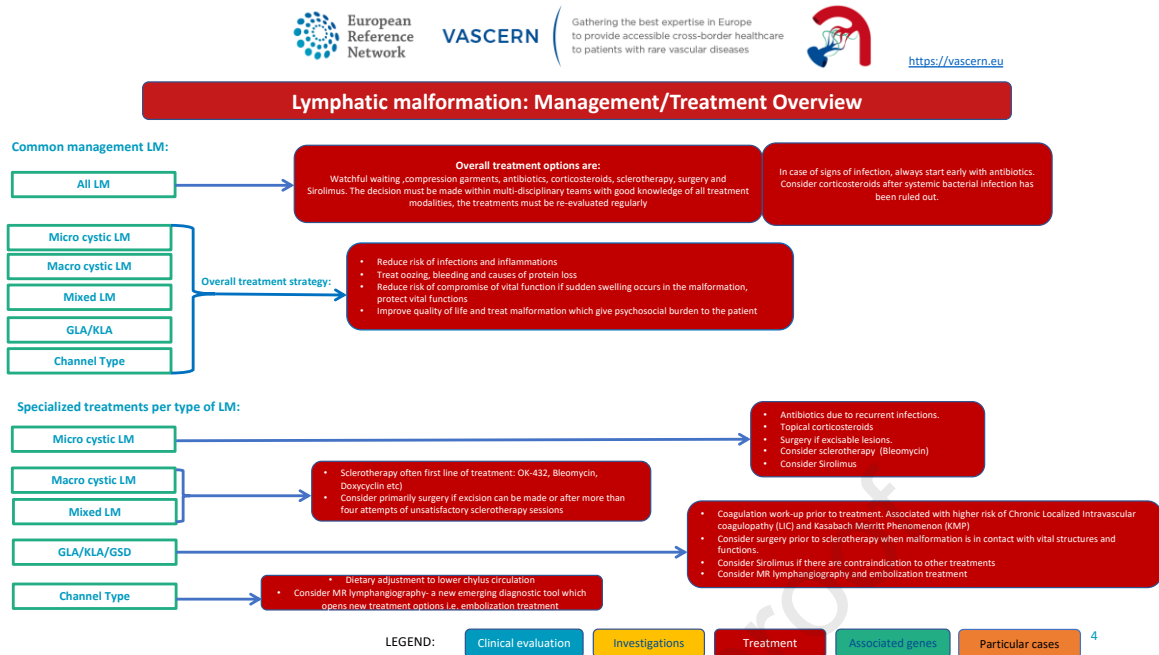 European
Reference
Network
VASCERN
Gathering the best expertise in Europe
to provide accessible cross-border healthcare
to patients with rare vascular diseases
https://vascern.eu
Lymphatic malformation: Management/Treatment Overview
Common management LM:
All LM
Overall treatment options are:
Watchful waiting ,compression garments, antibiotics, corticosteroids, sclerotherapy, surgery and
Sirolimus. The decision must be made within multi-disciplinary teams with good knowledge of all treatment
modalities, the treatments must be re-evaluated regularly
In case of signs of infection, always start early with antibiotics.
Consider corticosteroids after systemic bacterial infection has
been ruled out.
Micro cystic LM
Macro cystic LM
Mixed LM
GLA/KLA
Channel Type
Overall treatment strategy:
• Reduce risk of infections and inflammations
• Treat oozing, bleeding and causes of protein loss
• Reduce risk of compromise of vital function if sudden swelling occurs in the malformation,
protect vital functions
• Improve quality of life and treat malformation which give psychosocial burden to the patient
Specialized treatments per type of LM:
Micro cystic LM
• Antibiotics due to recurrent infections.
• Topical corticosteroids
• Surgery if excisable lesions.
• Consider sclerotherapy (Bleomycin)
• Consider Sirolimus
Macro cystic LM
Mixed LM
• Sclerotherapy often first line of treatment: OK-432, Bleomycin,
Doxycyclin etc)
• Consider primarily surgery if excision can be made or after more than
four attempts of unsatisfactory sclerotherapy sessions
GLA/KLA/GSD
• Coagulation work-up prior to treatment. Associated with higher risk of Chronic Localized Intravascular
coagulopathy (LIC) and Kasabach Merritt Phenomenon (KMP)
• Consider surgery prior to sclerotherapy when malformation is in contact with vital structures and
functions.
• Consider Sirolimus if there are contraindication to other treatments
• Consider MR lymphangiography and embolization treatment
Channel Type
• Dietary adjustment to lower chylus circulation
• Consider MR lymphangiography- a new emerging diagnostic tool which
opens new treatment options i.e. embolization treatment
LEGEND:
Clinical evaluation
Investigations
Treatment
Associated genes
Particular cases
4